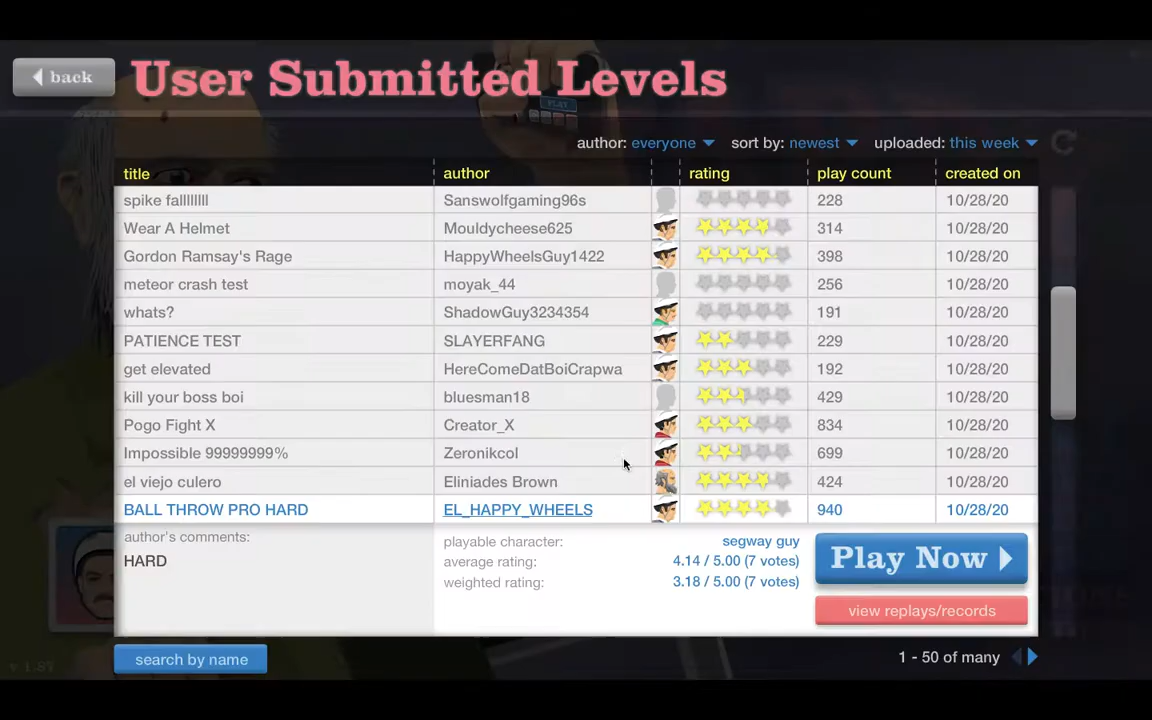 back
User Submitted Levels
PLAY
author: everyone sort by: newest uploaded: this week
title author rating play count created on
spike fallllllll Sanswolfgaming96s 228 10/28/20
Wear A Helmet Mouldycheese625 314 10/28/20
Gordon Ramsay's Rage HappyWheelsGuy1422 398 10/28/20
meteor crash test moyak_44 256 10/28/20
whats? ShadowGuy3234354 191 10/28/20
PATIENCE TEST SLAYERFANG 229 10/28/20
get elevated HereComeDatBoiCrapwa 192 10/28/20
kill your boss boi bluesman18 429 10/28/20
Pogo Fight X Creator_X 834 10/28/20
Impossible 99999999% Zeronikcol 699 10/28/20
el viejo culero Eliniades Brown 424 10/28/20
BALL THROW PRO HARD EL_HAPPY_WHEELS 940 10/28/20
author's comments:
HARD
playable character: segway guy
average rating: 4.14 / 5.00 (7 votes)
weighted rating: 3.18 / 5.00 (7 votes)
Play Now
view replays/records
search by name
1 - 50 of many
v 1.87